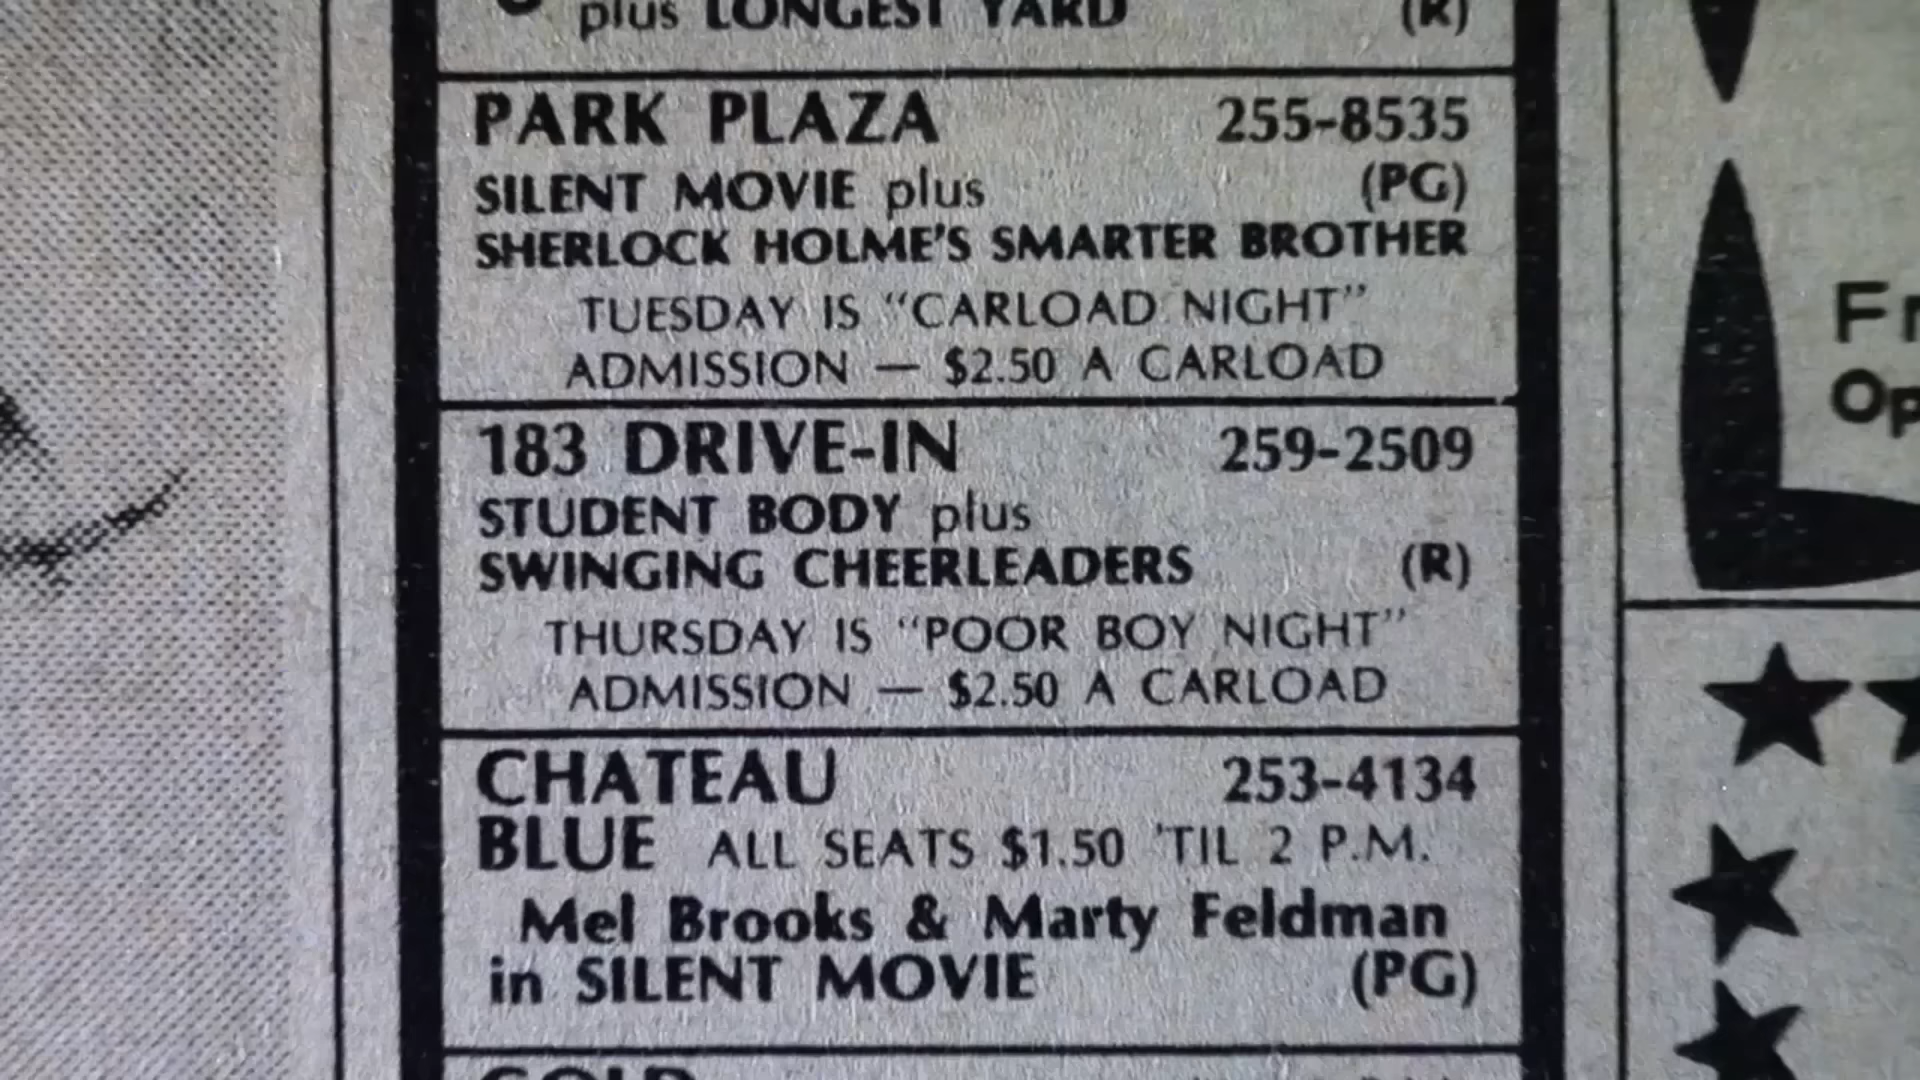 plus LONGEST YARD (R)
PARK PLAZA 255-8535
SILENT MOVIE plus (PG)
SHERLOCK HOLME'S SMARTER BROTHER
TUESDAY IS "CARLOAD NIGHT"
ADMISSION — $2.50 A CARLOAD
183 DRIVE-IN 259-2509
STUDENT BODY plus
SWINGING CHEERLEADERS (R)
THURSDAY IS "POOR BOY NIGHT"
ADMISSION — $2.50 A CARLOAD
CHATEAU 253-4134
BLUE ALL SEATS $1.50 'TIL 2 P.M.
Mel Brooks & Marty Feldman
in SILENT MOVIE (PG)